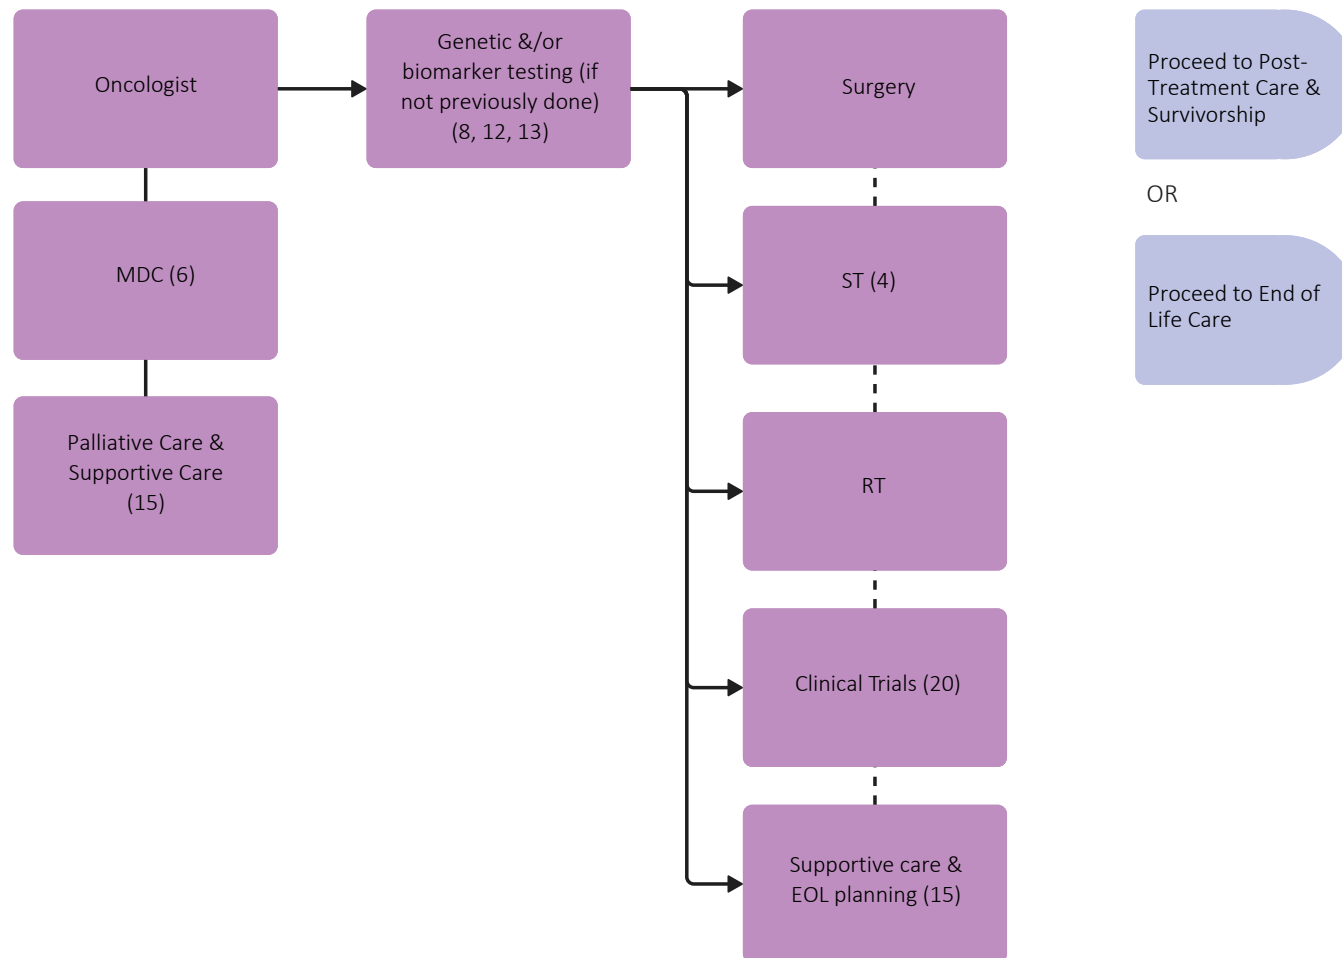 Oncologist
MDC (6)
Palliative Care &
Supportive Care
(15)
Genetic &/or
biomarker testing (if
not previously done)
(8, 12, 13)
Surgery
ST (4)
RT
Clinical Trials (20)
Supportive care &
EOL planning (15)
Proceed to Post-
Treatment Care &
Survivorship
OR
Proceed to End of
Life Care